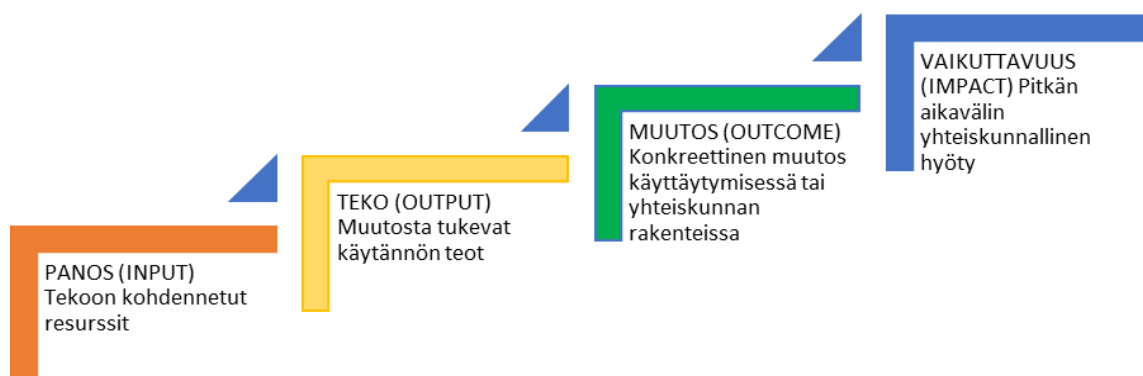 PANOS (INPUT)
Tekoon kohdennetut
resurssit
TEKO (OUTPUT)
Muutosta tukevat
käytännön teot
MUUTOS (OUTCOME)
Konkreettinen muutos
käyttäytymisessä tai
yhteiskunnan
rakenteissa
VAIKUTTAVUUS
(IMPACT) Pitkän
aikavälin
yhteiskunnallinen
hyöty